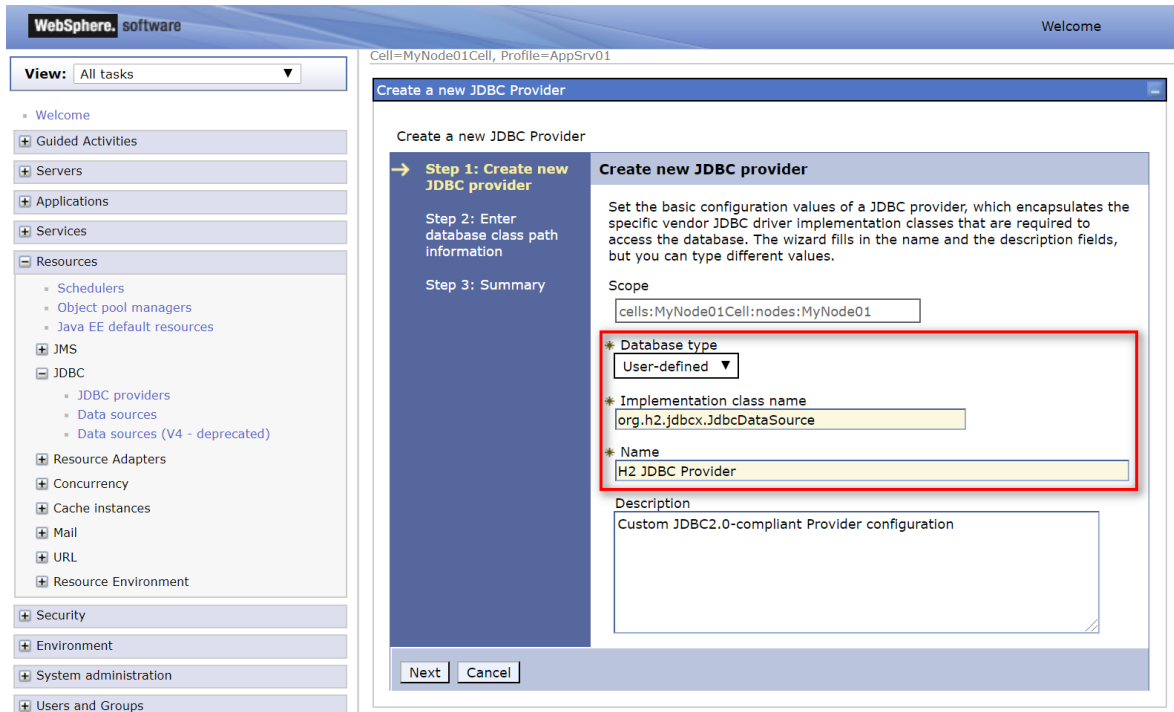 WebSphere. software
Welcome
Cell=MyNode01Cell, Profile=AppSrv01
View: All tasks
Welcome
Guided Activities
Servers
Applications
Services
Resources
Schedulers
Object pool managers
Java EE default resources
JMS
JDBC
JDBC providers
Data sources
Data sources (V4 - deprecated)
Resource Adapters
Concurrency
Cache instances
Mail
URL
Resource Environment
Security
Environment
System administration
Users and Groups
Create a new JDBC Provider
Create a new JDBC Provider
Step 1: Create new
JDBC provider
Step 2: Enter
database class path
information
Step 3: Summary
Create new JDBC provider
Set the basic configuration values of a JDBC provider, which encapsulates the
specific vendor JDBC driver implementation classes that are required to
access the database. The wizard fills in the name and the description fields,
but you can type different values.
Scope
cells:MyNode01Cell:nodes:MyNode01
Database type
User-defined
Implementation class name
org.h2.jdbcx.JdbcDataSource
Name
H2 JDBC Provider
Description
Custom JDBC2.0-compliant Provider configuration
Next
Cancel